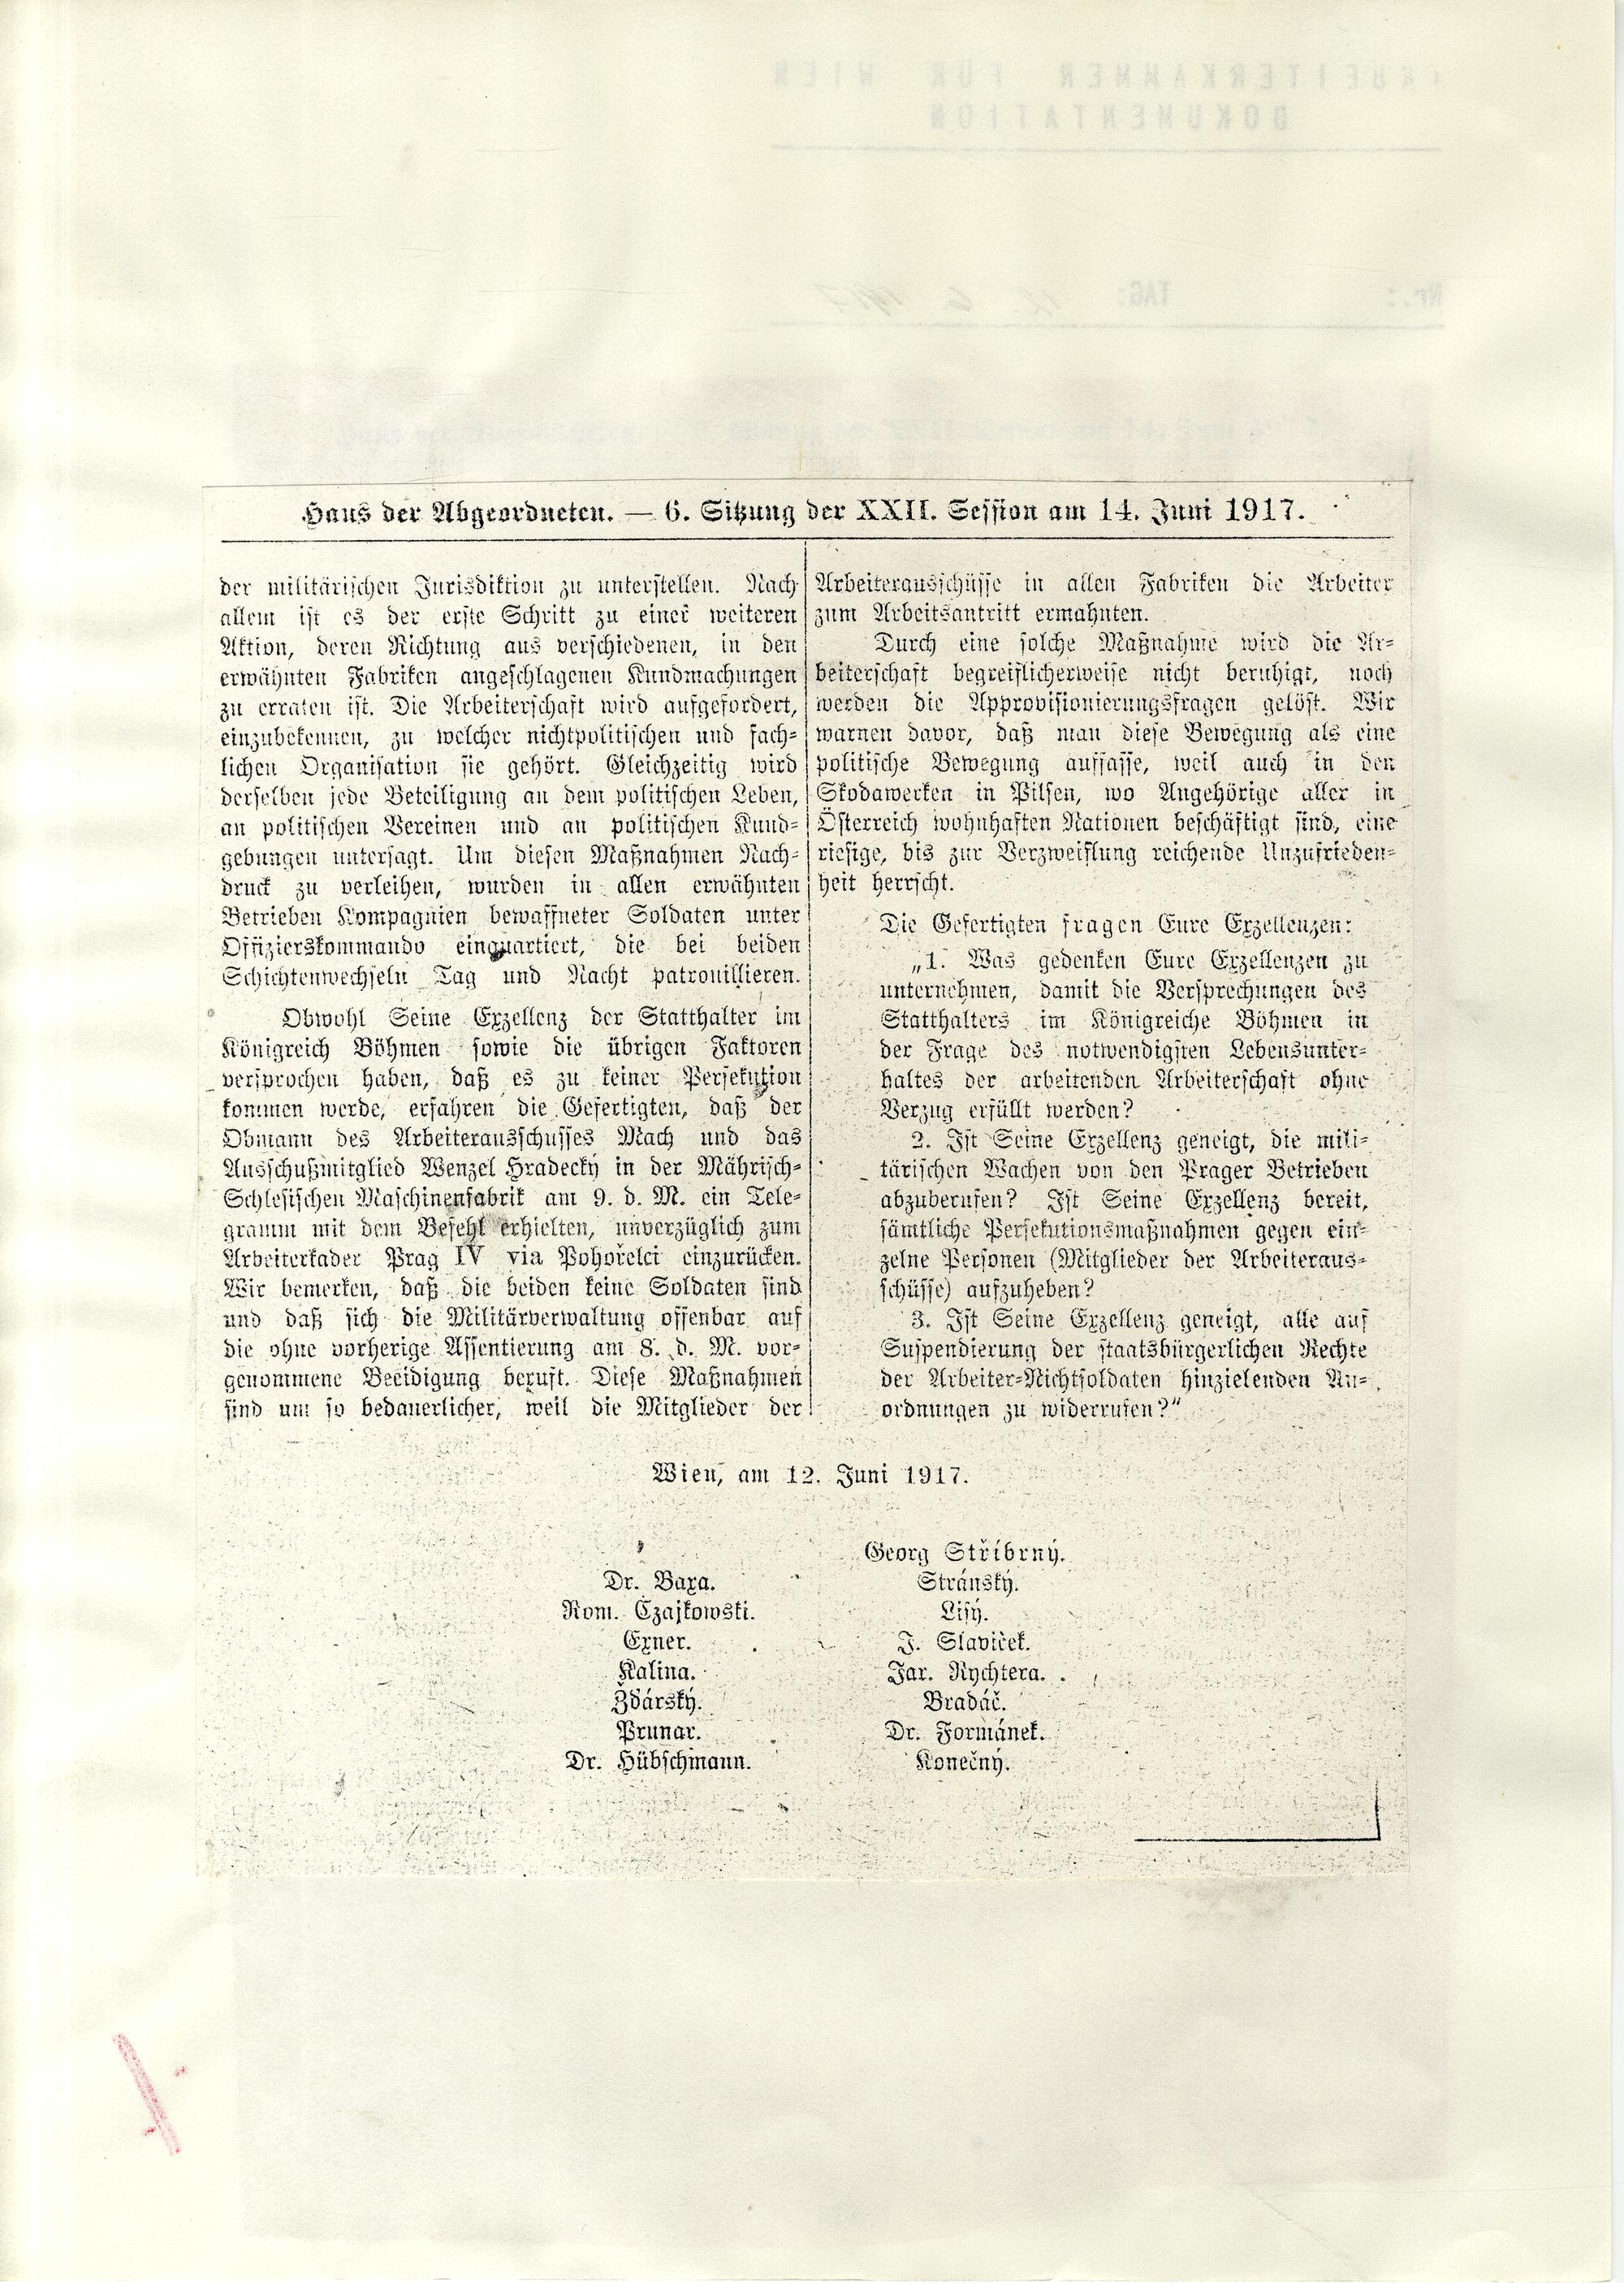 Haus der Abgeordneten. — 6. Sitzung der XXII. Session am 14. Juni 1917.
der militärischen Jurisdiktion zu unterstellen. Nach
allem ist es der erste Schritt zu einer weiteren
Aktion, deren Richtung aus verschiedenen, in den
erwähnten Fabriken angeschlagenen Kundmachungen
zu erraten ist. Die Arbeiterschaft wird aufgefordert,
einzubekennen, zu welcher nichtpolitischen und fach-
lichen Organisation sie gehört. Gleichzeitig wird
derselben jede Beteiligung an dem politischen Leben,
an politischen Vereinen und an politischen Kund-
gebungen untersagt. Um diesen Maßnahmen Nach-
druck zu verleihen, wurden in allen erwähnten
Betrieben Kompagnien bewaffneter Soldaten unter
Offizierskommando einquartiert, die bei beiden
Schichtenwechseln Tag und Nacht patrouillieren.
Obwohl Seine Exzellenz der Statthalter im
Königreich Böhmen sowie die übrigen Faktoren
versprochen haben, daß es zu keiner Persekution
kommen werde, erfahren die Gefertigten, daß der
Obmann des Arbeiterausschusses Mach und das
Ausschußmitglied Wenzel Hradecký in der Mährisch-
Schlesischen Maschinenfabrik am 9. d. M. ein Tele-
gramm mit dem Befehl erhielten, unverzüglich zum
Arbeiterkader Prag IV via Pohořelci einzurücken.
Wir bemerken, daß die beiden keine Soldaten sind
und daß sich die Militärverwaltung offenbar auf
die ohne vorherige Assentierung am 8. d. M. vor-
genommene Beeidigung beruft. Diese Maßnahmen
sind um so bedauerlicher, weil die Mitglieder der
Arbeiterausschüsse in allen Fabriken die Arbeiter
zum Arbeitsantritt ermahnten.
Durch eine solche Maßnahme wird die Ar-
beiterschaft begreiflicherweise nicht beruhigt, noch
werden die Approvisionierungsfragen gelöst. Wir
warnen davor, daß man diese Bewegung als eine
politische Bewegung auffasse, weil auch in den
Skodawerken in Pilsen, wo Angehörige aller in
Österreich wohnhaften Nationen beschäftigt sind, eine
riesige, bis zur Verzweiflung reichende Unzufrieden-
heit herrscht.
Die Gefertigten fragen Eure Exzellenzen:
„1. Was gedenken Eure Exzellenzen zu
unternehmen, damit die Versprechungen des
Statthalters im Königreiche Böhmen in
der Frage des notwendigsten Lebensunter-
haltes der arbeitenden Arbeiterschaft ohne
Verzug erfüllt werden?
2. Ist Seine Exzellenz geneigt, die mili-
tärischen Wachen von den Prager Betrieben
abzuberufen? Ist Seine Exzellenz bereit,
sämtliche Persekutionsmaßnahmen gegen ein-
zelne Personen (Mitglieder der Arbeiteraus-
schüsse) aufzuheben?
3. Ist Seine Exzellenz geneigt, alle auf
Suspendierung der staatsbürgerlichen Rechte
der Arbeiter-Nichtsoldaten hinzielenden An-
ordnungen zu widerrufen?"
Wien, am 12. Juni 1917.
Georg Stříbrný.
Dr. Baxa. Stránský.
Rom. Czajkowski. Lisý.
Exner. J. Slavíček.
Kalina. Jar. Rychtera.
Žďárský. Bradáč.
Prunar. Dr. Formánek.
Dr. Hübschmann. Konečný.